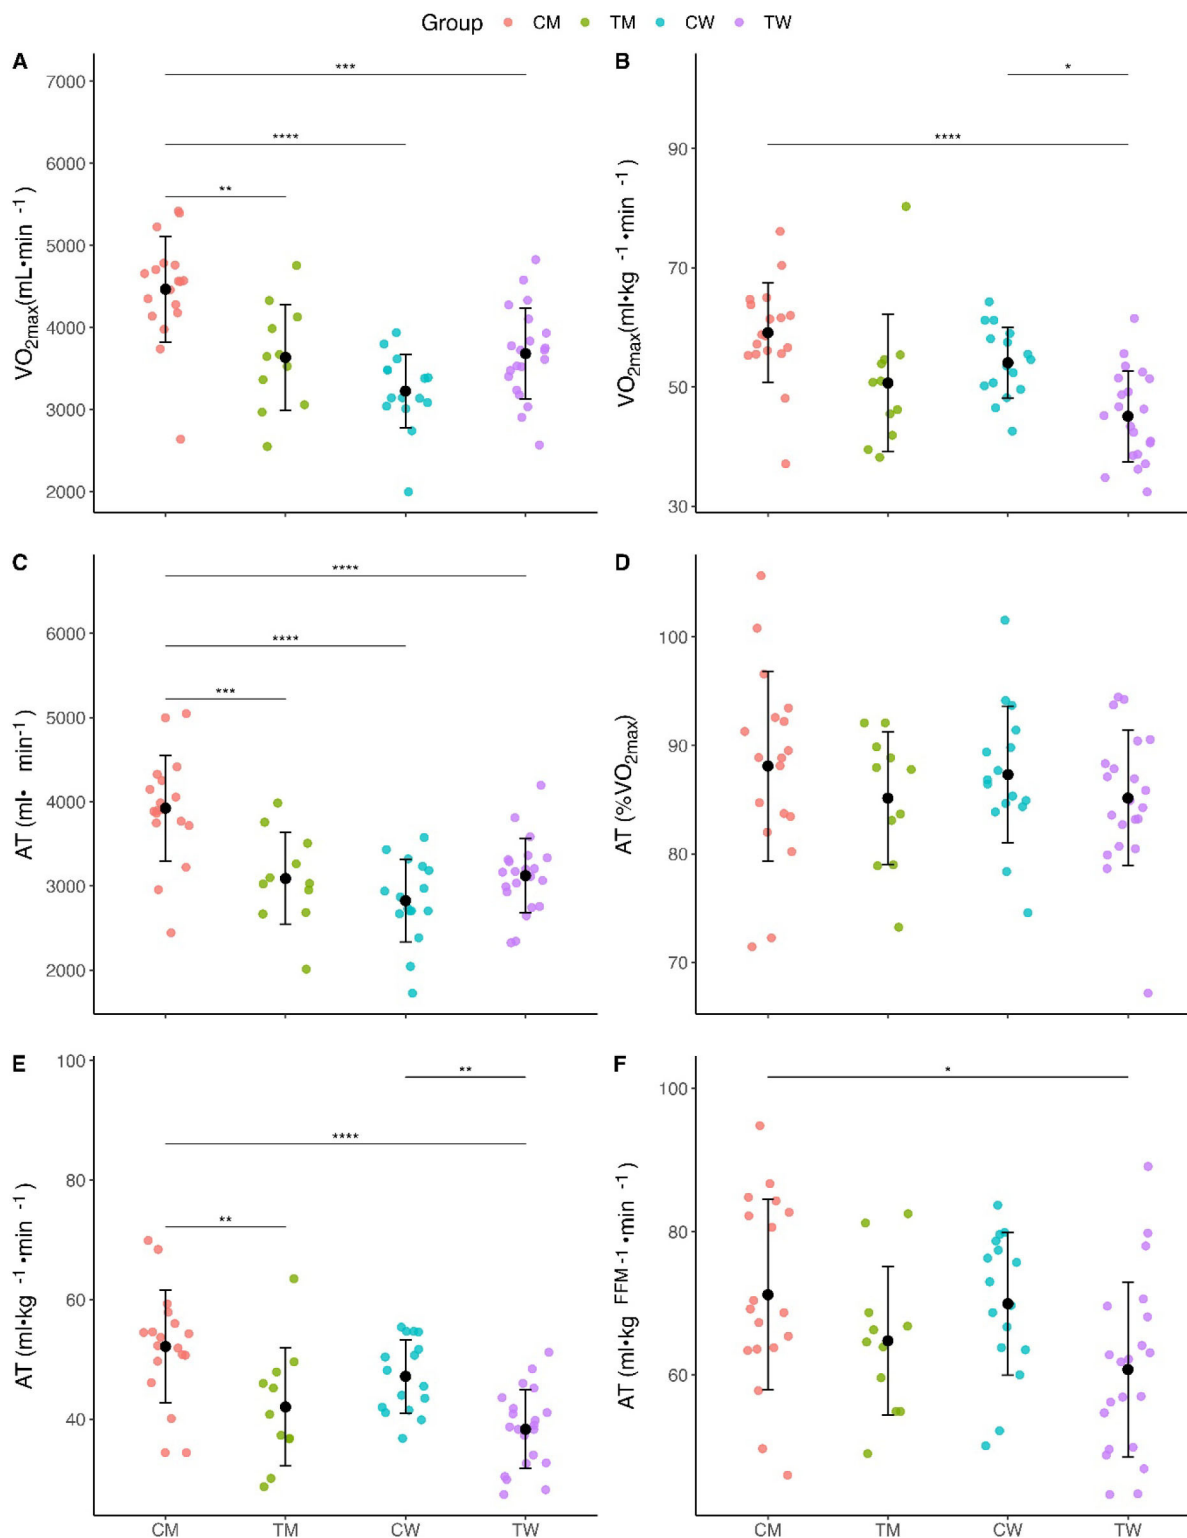 Group CM TM CW TW
A
***
****
**
7000
6000
5000
4000
3000
2000
VO2max(mL•min -1)
B
*
****
90
70
50
30
VO2max(ml•kg -1•min -1)
C
****
****
***
6000
5000
4000
3000
2000
AT (ml• min-1)
D
100
90
80
70
AT (%VO2max)
E
**
****
**
100
80
60
40
AT (ml•kg -1•min -1)
CM TM CW TW
F
*
100
80
60
AT (ml•kg FFM -1•min -1)
CM TM CW TW